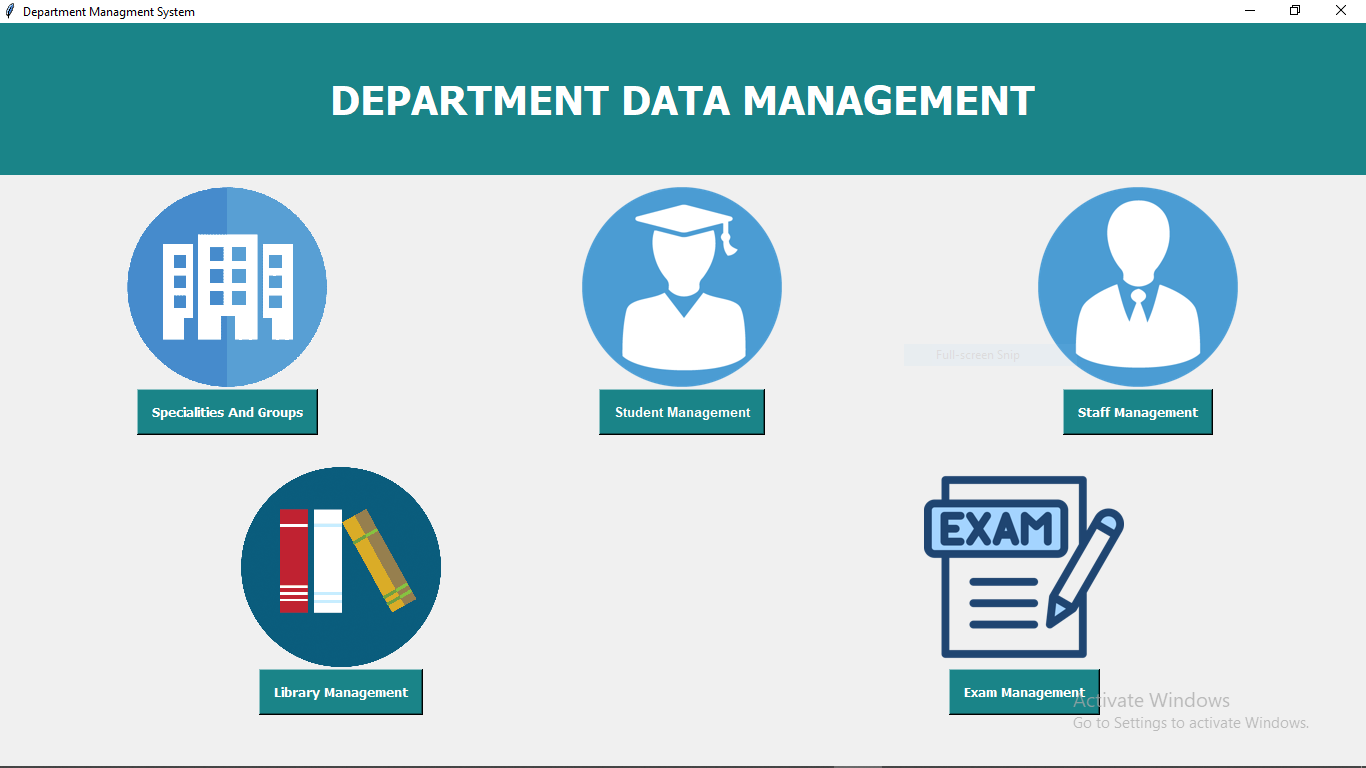 Department Managment System
DEPARTMENT DATA MANAGEMENT
Full-screen Snip
Specialities And Groups
Student Management
Staff Management
EXAM
Library Management
Exam Management
Activate Windows
Go to Settings to activate Windows.